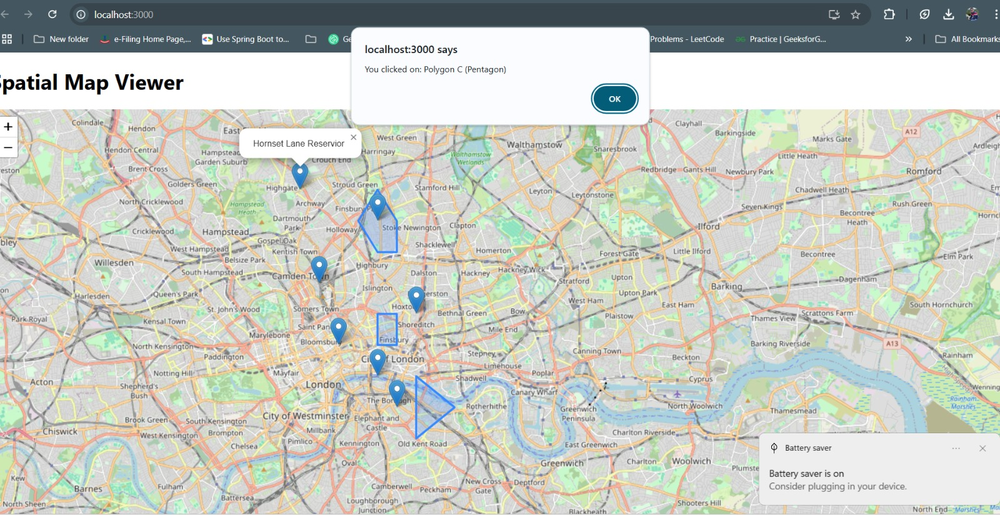 localhost:3000
New folder
e-Filing Home Page,...
Use Spring Boot to...
Ge
Problems - LeetCode
Practice | GeeksforG...
All Bookmarks
localhost:3000 says
You clicked on: Polygon C (Pentagon)
OK
Spatial Map Viewer
+
−
Hornset Lane Reservior
×
Colindale
Hendon
East
West Green
Clayhall
Barkingside
Marks Gate
A12
Hendon Central
Hampstead
Garden Suburb
Crouch End
Harringay
Walthamstow
Wetlands
Walthamstow
Snaresbrook
Little Heath
Brent Cross
Golders Green
Highgate
Stroud Green
Stamford Hill
Leyton
Leytonstone
Redbridge
Gants Hill
Newbury Park
Chadwell Heath
Romford
North Cricklewood
Hampstead
Heath
Archway
Finsbury P
Seven Kings
Rush Green
Becontree
Heath
Dartmouth
Park
Cricklewood
Hampstead
Holloway
Stoke Newington
Clapton
Ilford
Gospel Oak
Shacklewell
Homerton
Willesden
West Hampstead
Belsize Park
Kentish Town
Highbury
Forest Gate
Little Ilford
Becontree
Elm Park
South Hampstead
Camden Town
Dalston
Hackney
Hackney Wick
Stratford
Upton
Barking
Dagenham
Harlesden
Queen's Park
Islington
erston
Upton Park
West Ham
South Hornchurch
Park Royal
St. John's Wood
Somers Town
Hoxto
Bethnal Green
Bow
East Ham
Plaistow
Scrattons Farm
Thames View
Kensal Town
Saint Pan
Shoreditch
Mile End
Marylebone
Bloomsbu
Finsbury
North Kensington
Paddington
City of London
Stepney
Canning Town
Barking Riverside
A13
Rainham
Notting Hill
Mayfair
Limehouse
Poplar
Beckton
Acton
Shepherd's
Bush
London
Shadwell
Canary Wharf
Cyprus
Wenning
The Borough
Rotherhithe
Greenwich
Peninsula
North Woolwich
Thamesmead
Rainham
Marshes
Brook Green
South Kensington
City of Westminster
Elephant and
Castle
Chiswick
West Kensington
Brompton
Millbank
Kennington
Charlton Riverside
Chelsea
Pimlico
Old Kent Road
East Greenwich
Oval
Greenwich
Charlton
Woolwich
Plumste
Kew
Barnes
Fulham
Battersea
Camberwell
New Cross
Gate
Deptford
Peckham
North Sheen
Loughborough
Junction
Blackheath
Shooters Hill
North End
Marshes
Battery saver
Battery saver is on
Consider plugging in your device.